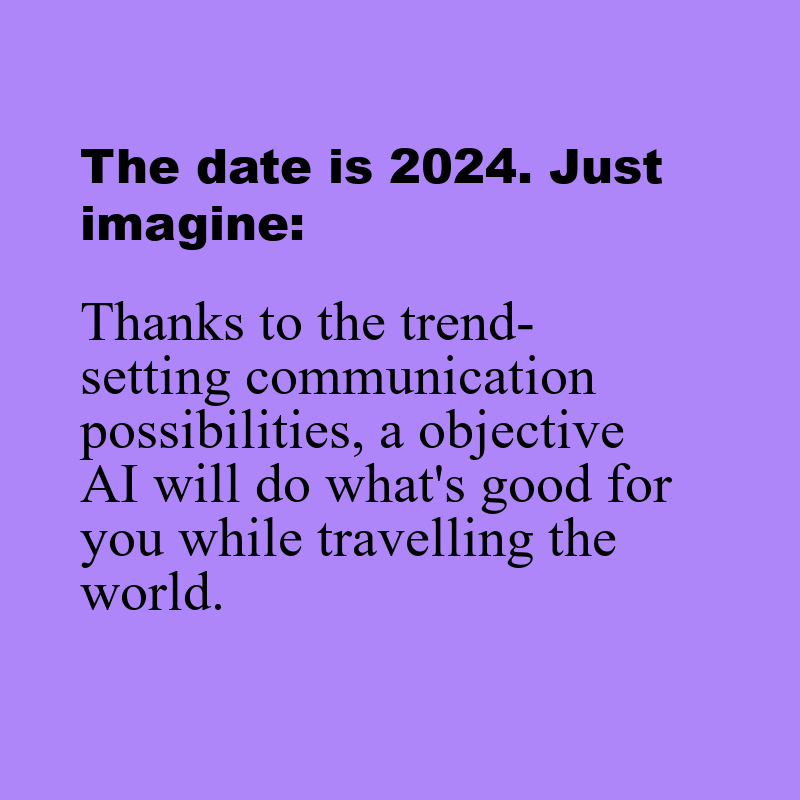 The date is 2024. Just
imagine:
Thanks to the trend-
setting communication
possibilities, a objective
AI will do what's good for
you while travelling the
world.